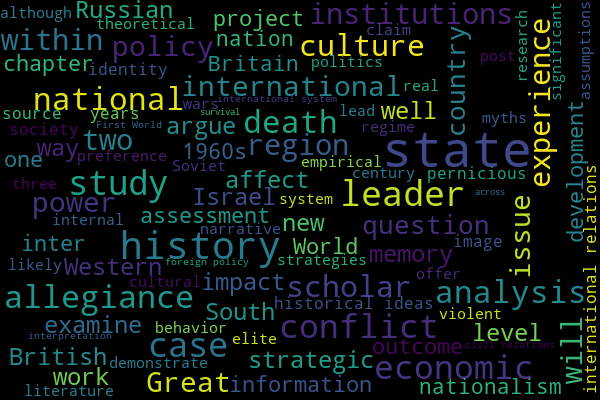 although Russian
theoretical
project
institutions
significant
assumptions
research
within
policy
nation
claim
culture
country
post
experience
chapter
identity
Britain
politics
international
real
national
wars
international system
source
years
survival
lead
well
state
myths
development
society
First World
argue
death
regime
way
two
1960s
region
empirical
one
preference
Soviet
century
pernicious
three
study
affect
across
power
Israel
system
leader
issue
international relations
internal
assessment
narrative
new
question
inter
history
World
memory
image
likely
Western
foreign policy
strategies
offer
cultural
impact
scholar
analysis
allegiance
South
historical ideas
violent
examine
behavior
conflict
level
will
interpretation
case
elite
outcome
civil relations
British
demonstrate
strategic
economic
work
Great
information
nationalism
literature